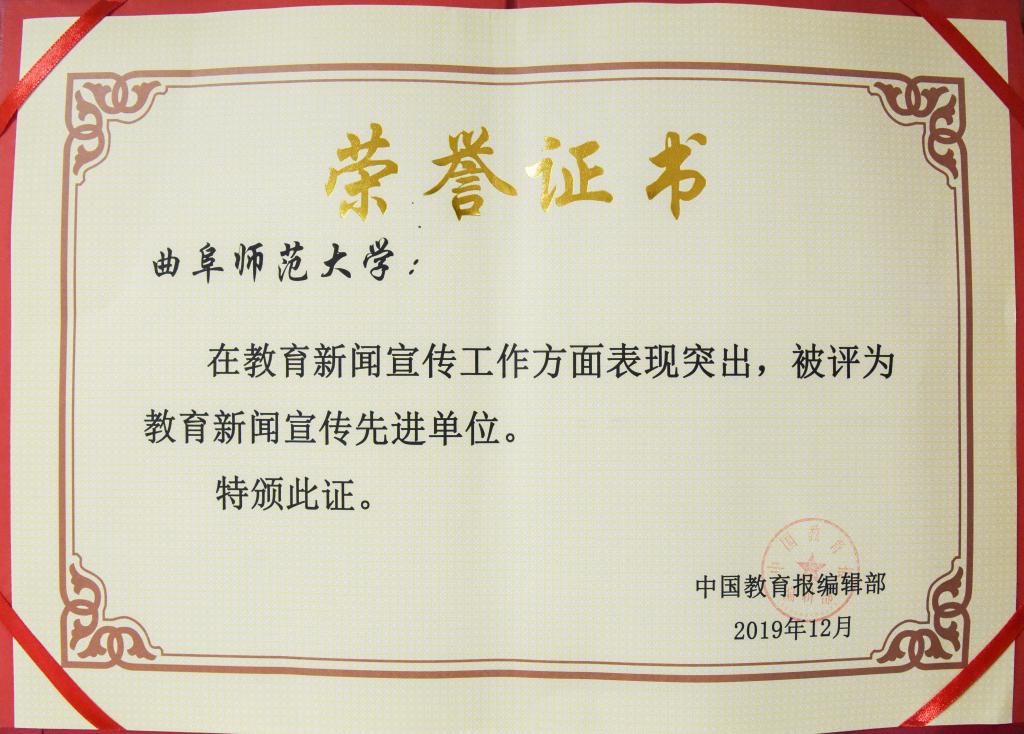 荣誉证书
曲阜师范大学：
在教育新闻宣传工作方面表现突出，被评为
教育新闻宣传先进单位。
特颁此证。
中国教育报编辑部
2019年12月